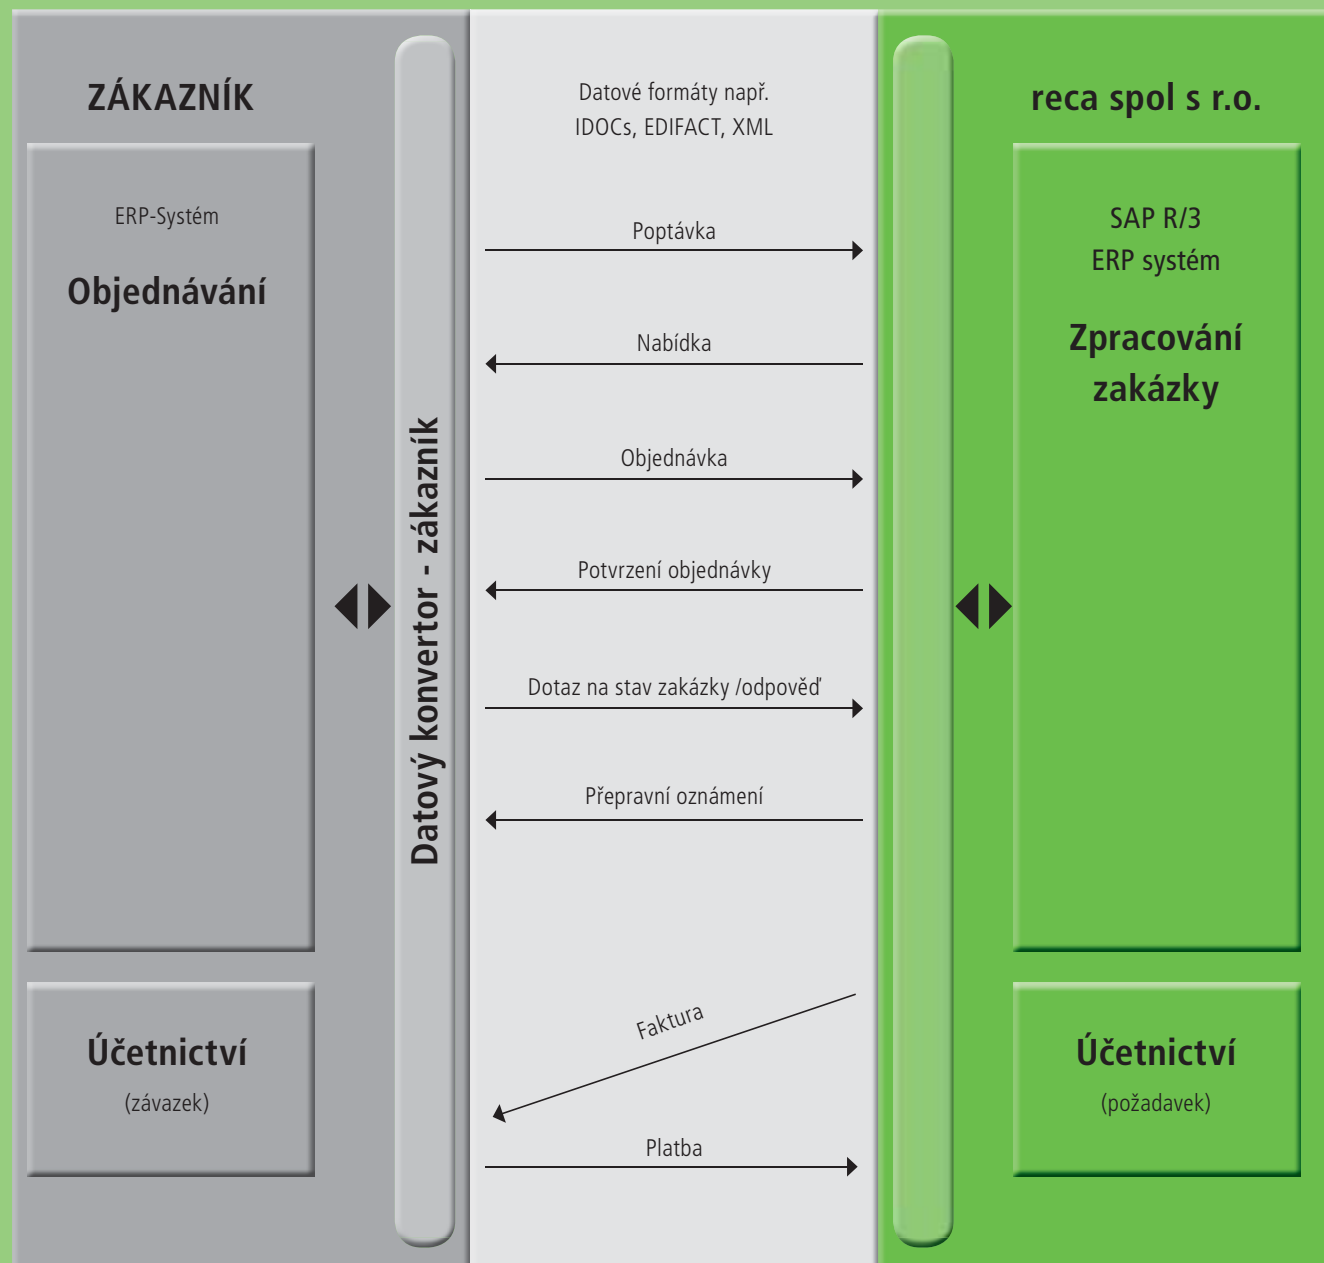 ZÁKAZNÍK
ERP-Systém
Objednávání
Účetnictví
(závazek)
Datový konvertor - zákazník
Datové formáty např.
IDOCs, EDIFACT, XML
Poptávka
Nabídka
Objednávka
Potvrzení objednávky
Dotaz na stav zakázky /odpověď
Přepravní oznámení
Faktura
Platba
reca spol s r.o.
SAP R/3
ERP systém
Zpracování
zakázky
Účetnictví
(požadavek)